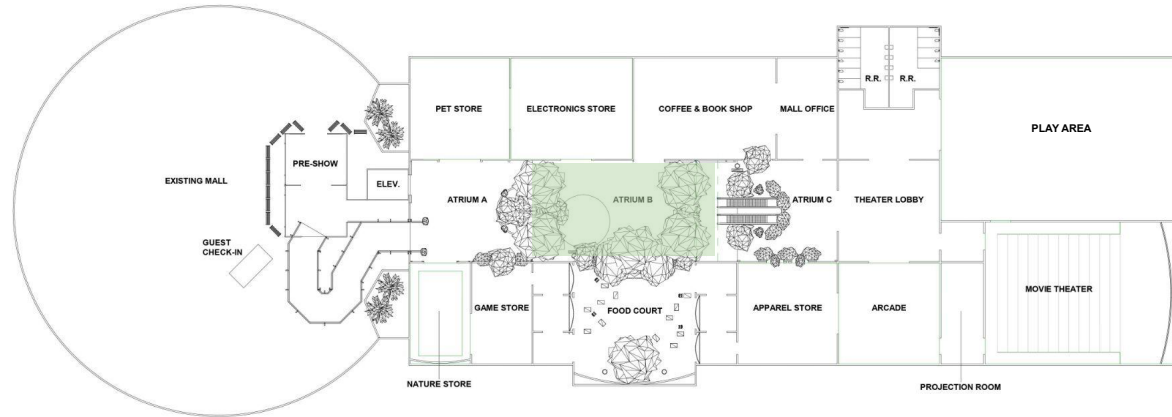 R.R.
R.R.
PET STORE
ELECTRONICS STORE
COFFEE & BOOK SHOP
MALL OFFICE
PLAY AREA
PRE-SHOW
EXISTING MALL
ELEV.
ATRIUM A
ATRIUM B
ATRIUM C
THEATER LOBBY
GUEST
CHECK-IN
GAME STORE
FOOD COURT
APPAREL STORE
ARCADE
MOVIE THEATER
NATURE STORE
PROJECTION ROOM